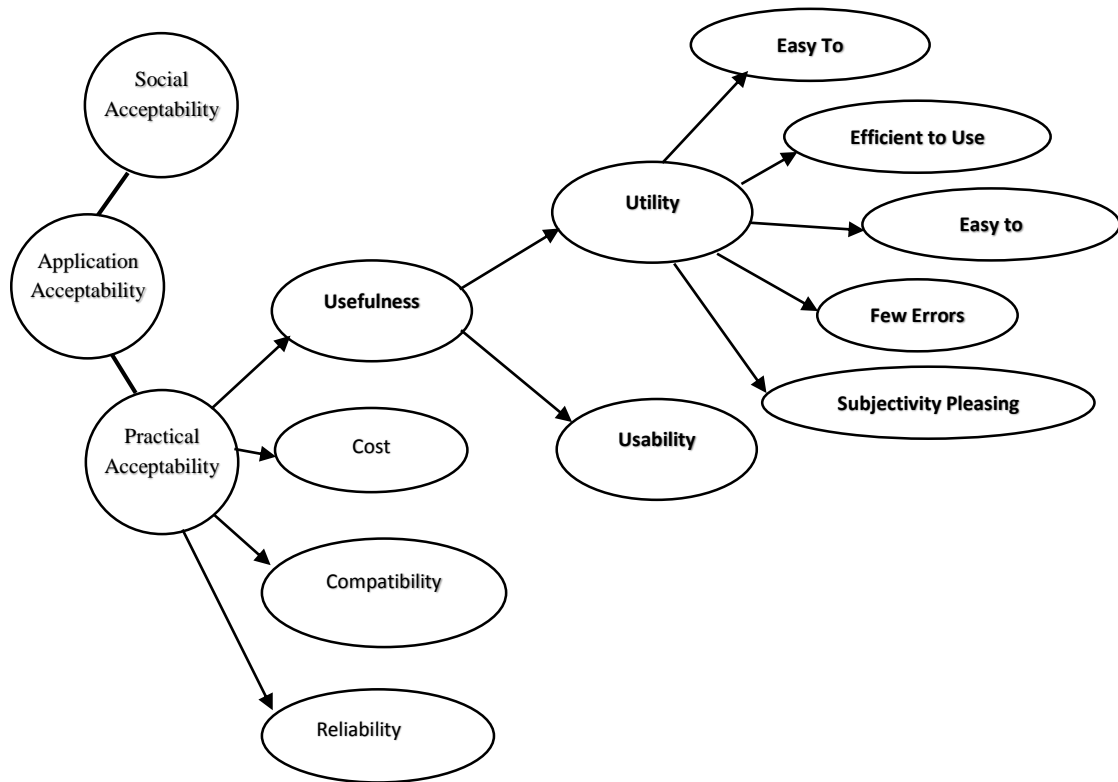 Social
Acceptability
Application
Acceptability
Practical
Acceptability
Usefulness
Cost
Compatibility
Reliability
Utility
Usability
Easy To
Efficient to Use
Easy to
Few Errors
Subjectivity Pleasing